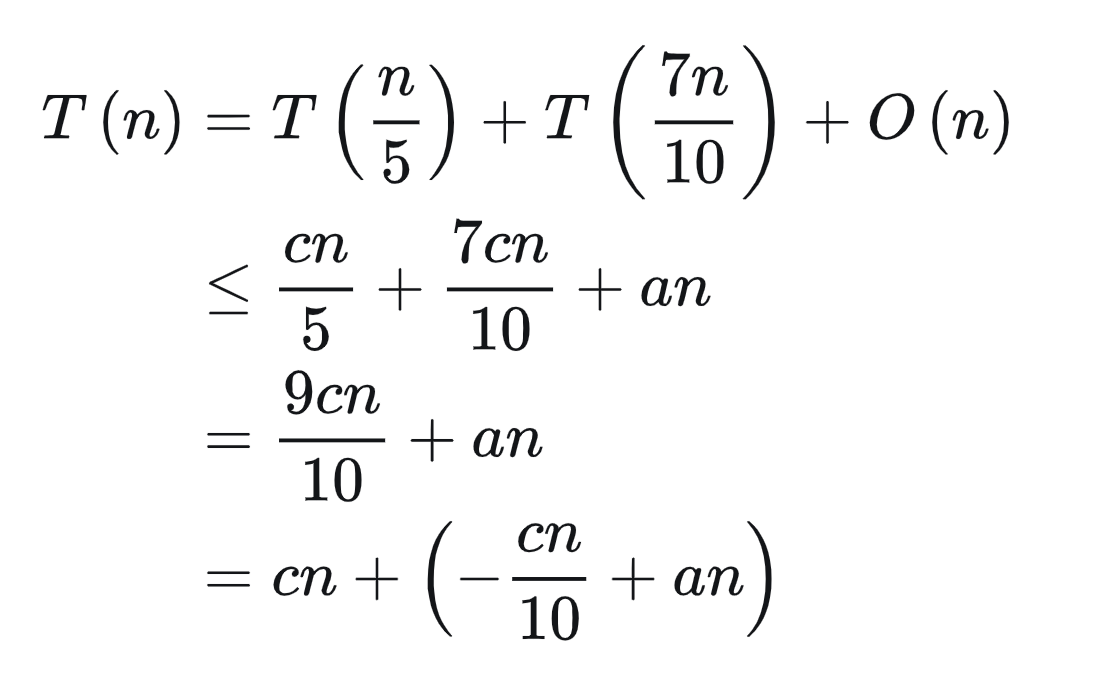 T(n) = T(n/5) + T(7n/10) + O(n)
≤ cn/5 + 7cn/10 + an
= 9cn/10 + an
= cn + (−cn/10 + an)